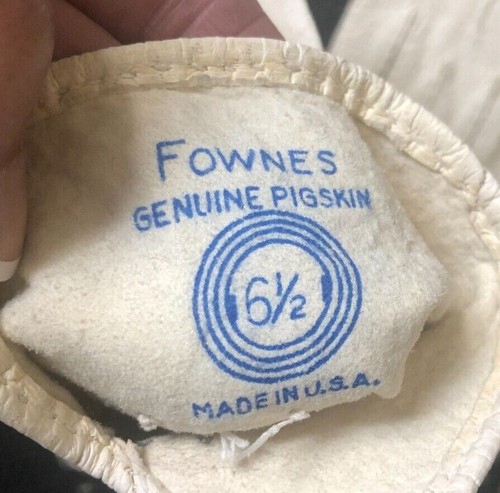 FOWNES
GENUINE PIGSKIN
6½
MADE IN U.S.A.